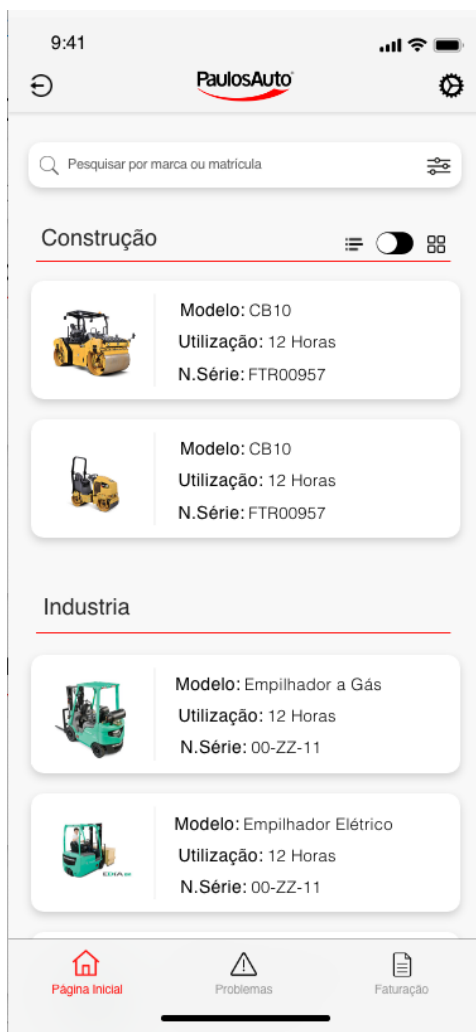 9:41
PaulosAuto
Pesquisar por marca ou matricula
Construção
Modelo: CB10
Utilização: 12 Horas
N.Série: FTR00957
Modelo: CB10
Utilização: 12 Horas
N.Série: FTR00957
Industria
Modelo: Empilhador a Gás
Utilização: 12 Horas
N.Série: 00-ZZ-11
Modelo: Empilhador Elétrico
Utilização: 12 Horas
N.Série: 00-ZZ-11
Página Inicial
Problemas
Faturação